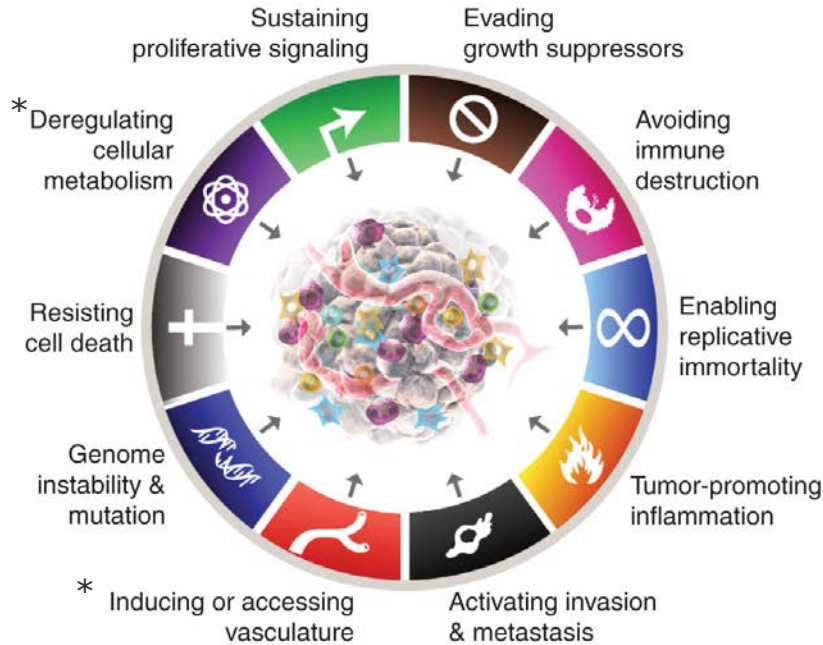 Sustaining
proliferative signaling
Evading
growth suppressors
* Deregulating
cellular
metabolism
Avoiding
immune
destruction
Resisting
cell death
Enabling
replicative
immortality
Genome
instability &
mutation
Tumor-promoting
inflammation
* Inducing or accessing
vasculature
Activating invasion
& metastasis